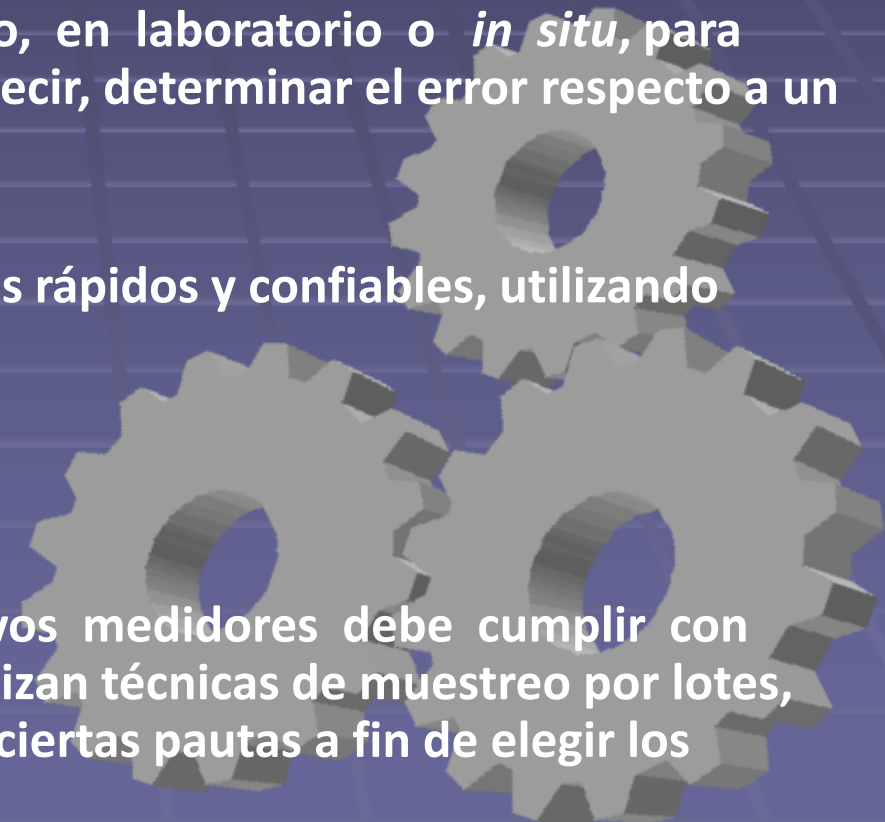 o, en laboratorio o in situ, para
ecir, determinar el error respecto a un
s rápidos y confiables, utilizando
vos medidores debe cumplir con
izan técnicas de muestreo por lotes,
ciertas pautas a fin de elegir los